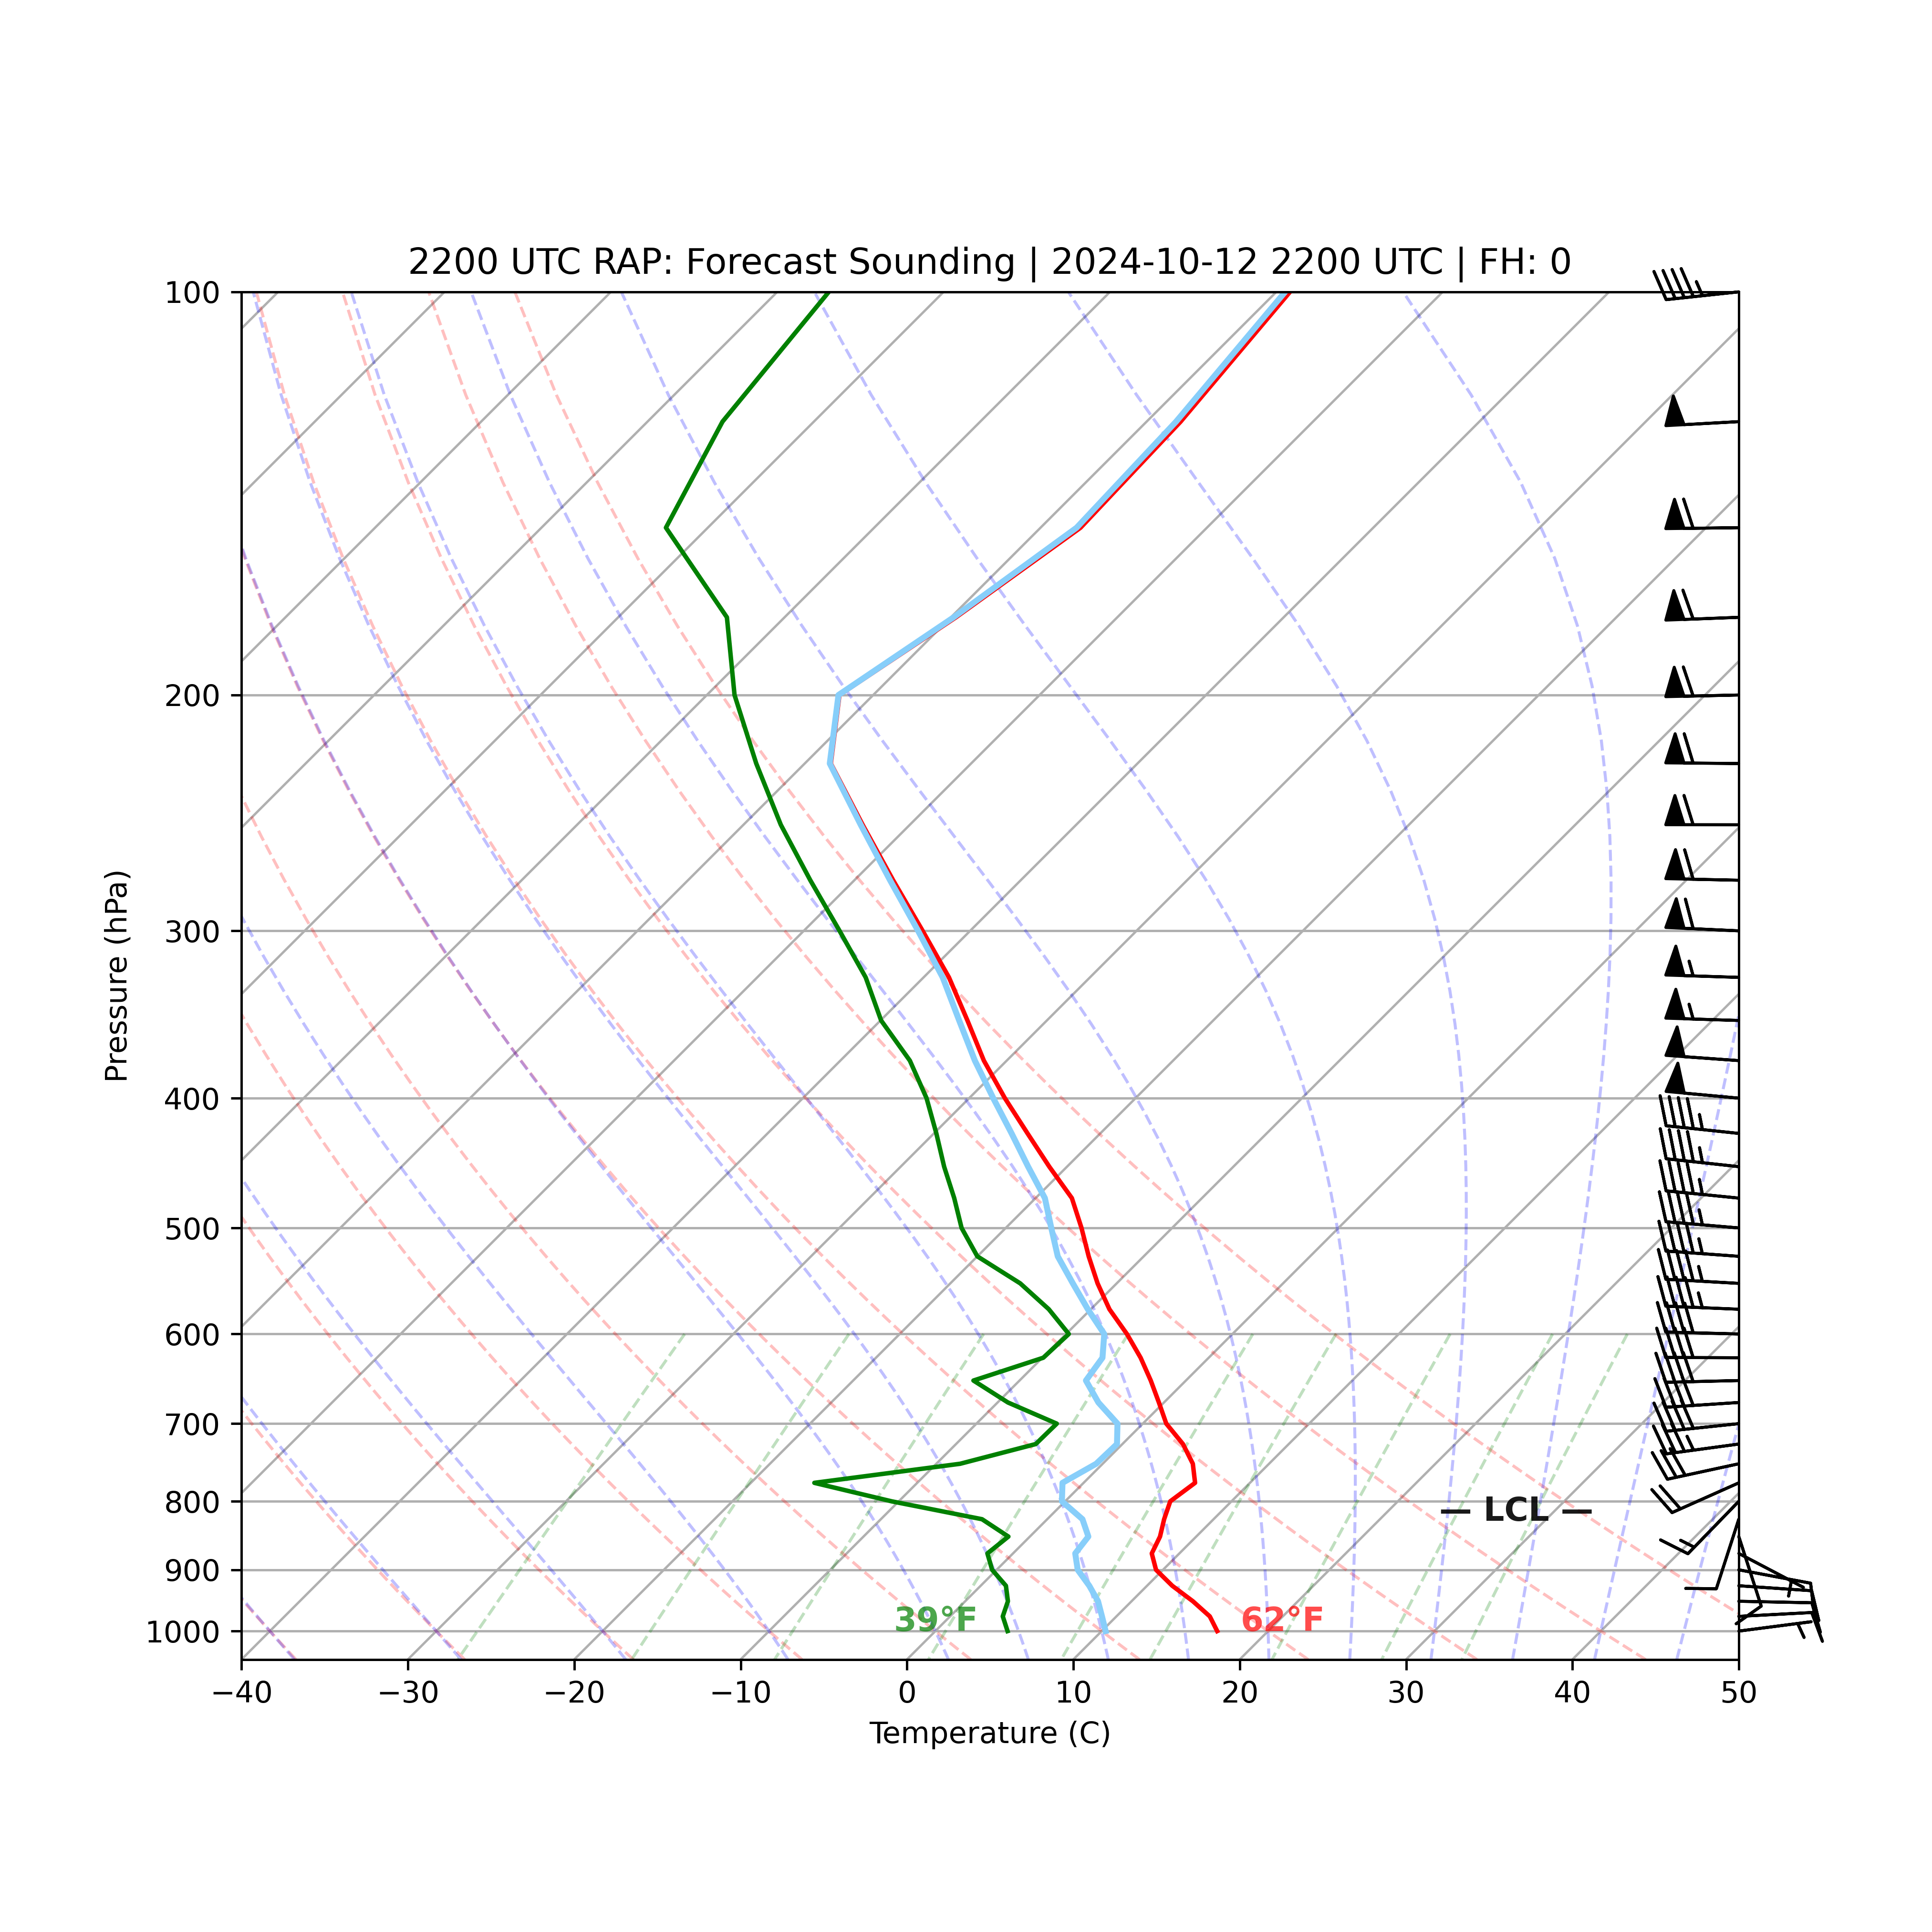 2200 UTC RAP: Forecast Sounding | 2024-10-12 2200 UTC | FH: 0
100
200
300
400
500
600
700
800
900
1000
Pressure (hPa)
— LCL —
39°F
62°F
−40 −30 −20 −10 0 10 20 30 40 50
Temperature (C)